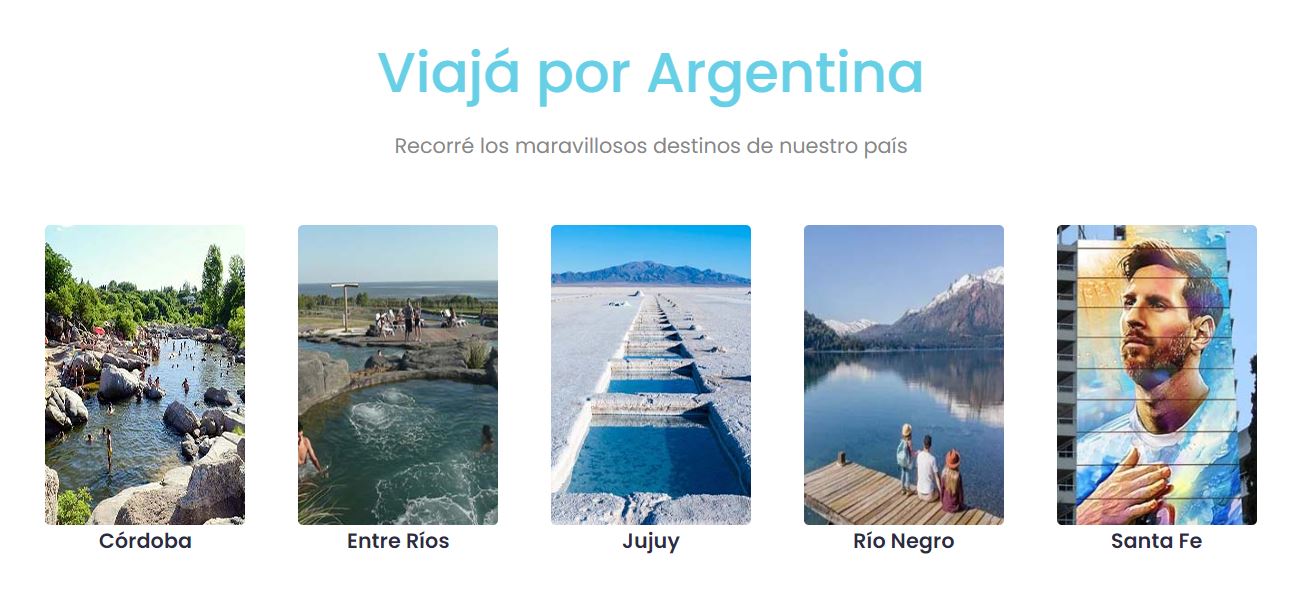 Viajá por Argentina
Recorré los maravillosos destinos de nuestro país
Córdoba
Entre Ríos
Jujuy
Río Negro
Santa Fe